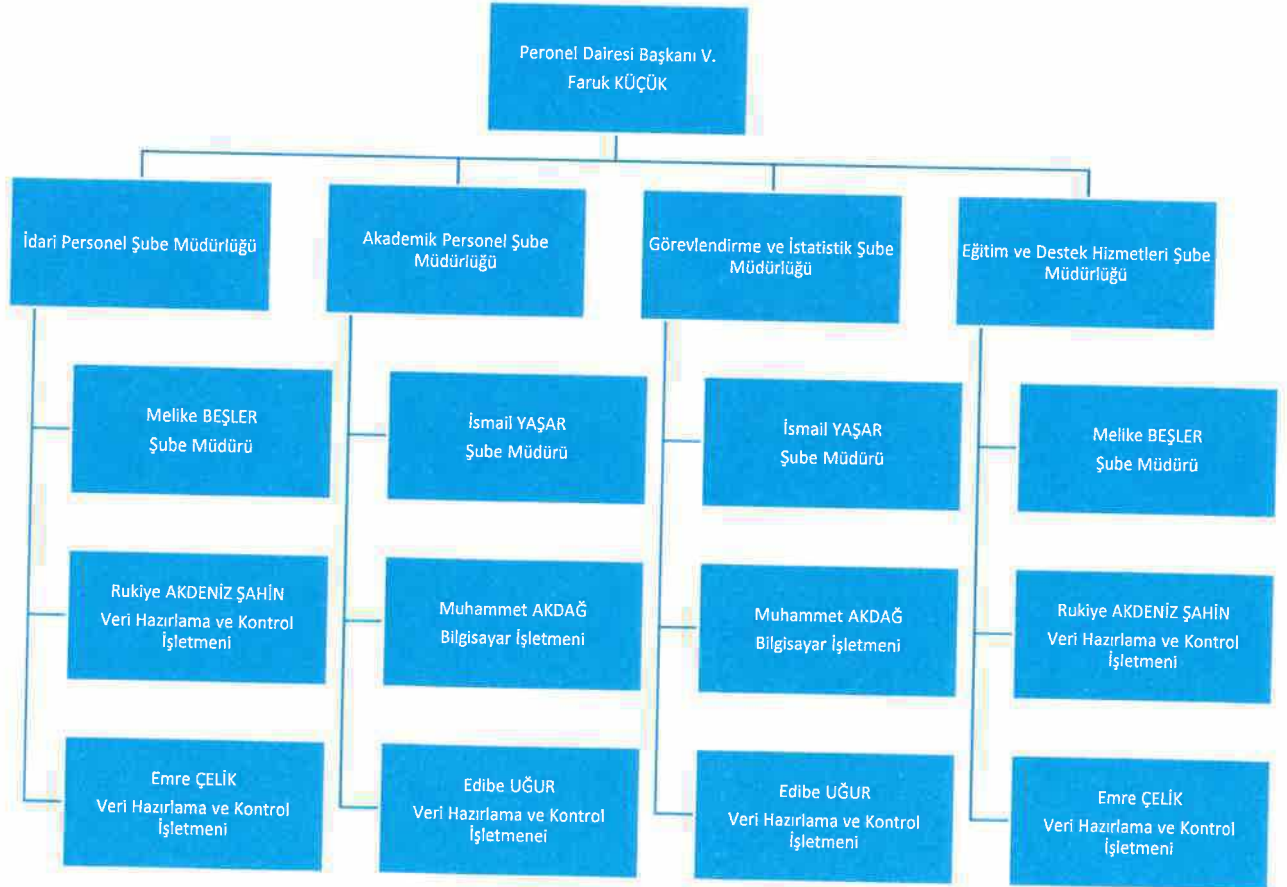 Peronel Dairesi Başkanı V.
Faruk KÜÇÜK
İdari Personel Şube Müdürlüğü
Akademik Personel Şube
Müdürlüğü
Görevlendirme ve İstatistik Şube
Müdürlüğü
Eğitim ve Destek Hizmetleri Şube
Müdürlüğü
Melike BEŞLER
Şube Müdürü
İsmail YAŞAR
Şube Müdürü
İsmail YAŞAR
Şube Müdürü
Melike BEŞLER
Şube Müdürü
Rukiye AKDENİZ ŞAHİN
Veri Hazırlama ve Kontrol
İşletmeni
Muhammet AKDAĞ
Bilgisayar İşletmeni
Muhammet AKDAĞ
Bilgisayar İşletmeni
Rukiye AKDENİZ ŞAHİN
Veri Hazırlama ve Kontrol
İşletmeni
Emre ÇELİK
Veri Hazırlama ve Kontrol
İşletmeni
Edibe UĞUR
Veri Hazırlama ve Kontrol
İşletmenei
Edibe UĞUR
Veri Hazırlama ve Kontrol
İşletmeni
Emre ÇELİK
Veri Hazırlama ve Kontrol
İşletmeni